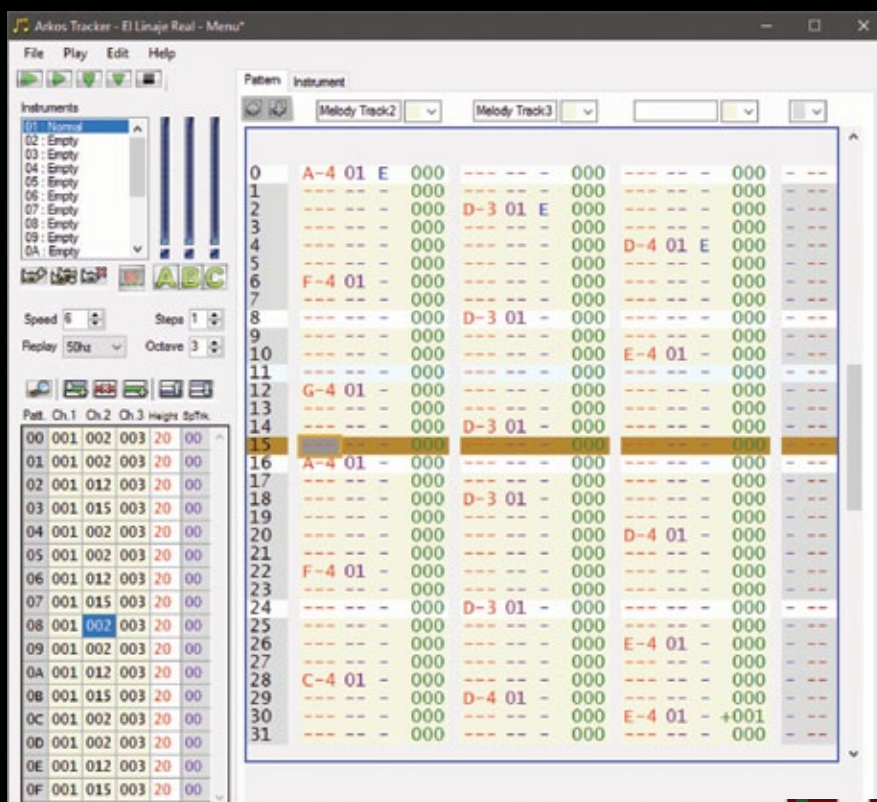 Arkos Tracker - El Linaje Real - Menu*
File Play Edit Help
Pattern Instrument
Instruments
Melody Track2 Melody Track3
01 : Normal
02 : Empty
03 : Empty
04 : Empty
05 : Empty
06 : Empty
07 : Empty
08 : Empty
09 : Empty
0A : Empty
A B C
Speed 6 Steps 1
Replay 50hz Octave 3
Patt. Ch.1 Ch.2 Ch.3 Height SpTrk.
00 001 002 003 20 00
01 001 002 003 20 00
02 001 012 003 20 00
03 001 015 003 20 00
04 001 002 003 20 00
05 001 002 003 20 00
06 001 012 003 20 00
07 001 015 003 20 00
08 001 002 003 20 00
09 001 002 003 20 00
0A 001 012 003 20 00
0B 001 015 003 20 00
0C 001 002 003 20 00
0D 001 002 003 20 00
0E 001 012 003 20 00
0F 001 015 003 20 00
0 A-4 01 E 000 --- -- - 000 --- -- - 000 - --
1 --- -- - 000 --- -- - 000 --- -- - 000 - --
2 --- -- - 000 D-3 01 E 000 --- -- - 000 - --
3 --- -- - 000 --- -- - 000 --- -- - 000 - --
4 --- -- - 000 --- -- - 000 D-4 01 E 000 - --
5 --- -- - 000 --- -- - 000 --- -- - 000 - --
6 F-4 01 - 000 --- -- - 000 --- -- - 000 - --
7 --- -- - 000 --- -- - 000 --- -- - 000 - --
8 --- -- - 000 D-3 01 - 000 --- -- - 000 - --
9 --- -- - 000 --- -- - 000 --- -- - 000 - --
10 --- -- - 000 --- -- - 000 E-4 01 - 000 - --
11 --- -- - 000 --- -- - 000 --- -- - 000 - --
12 G-4 01 - 000 --- -- - 000 --- -- - 000 - --
13 --- -- - 000 --- -- - 000 --- -- - 000 - --
14 --- -- - 000 D-3 01 - 000 --- -- - 000 - --
15 --- -- - 000 --- -- - 000 --- -- - 000 - --
16 A-4 01 - 000 --- -- - 000 --- -- - 000 - --
17 --- -- - 000 --- -- - 000 --- -- - 000 - --
18 --- -- - 000 D-3 01 - 000 --- -- - 000 - --
19 --- -- - 000 --- -- - 000 --- -- - 000 - --
20 --- -- - 000 --- -- - 000 D-4 01 - 000 - --
21 --- -- - 000 --- -- - 000 --- -- - 000 - --
22 F-4 01 - 000 --- -- - 000 --- -- - 000 - --
23 --- -- - 000 --- -- - 000 --- -- - 000 - --
24 --- -- - 000 D-3 01 - 000 --- -- - 000 - --
25 --- -- - 000 --- -- - 000 --- -- - 000 - --
26 --- -- - 000 --- -- - 000 E-4 01 - 000 - --
27 --- -- - 000 --- -- - 000 --- -- - 000 - --
28 C-4 01 - 000 --- -- - 000 --- -- - 000 - --
29 --- -- - 000 D-4 01 - 000 --- -- - 000 - --
30 --- -- - 000 --- -- - 000 E-4 01 - +001 - --
31 --- -- - 000 --- -- - 000 --- -- - 000 - --